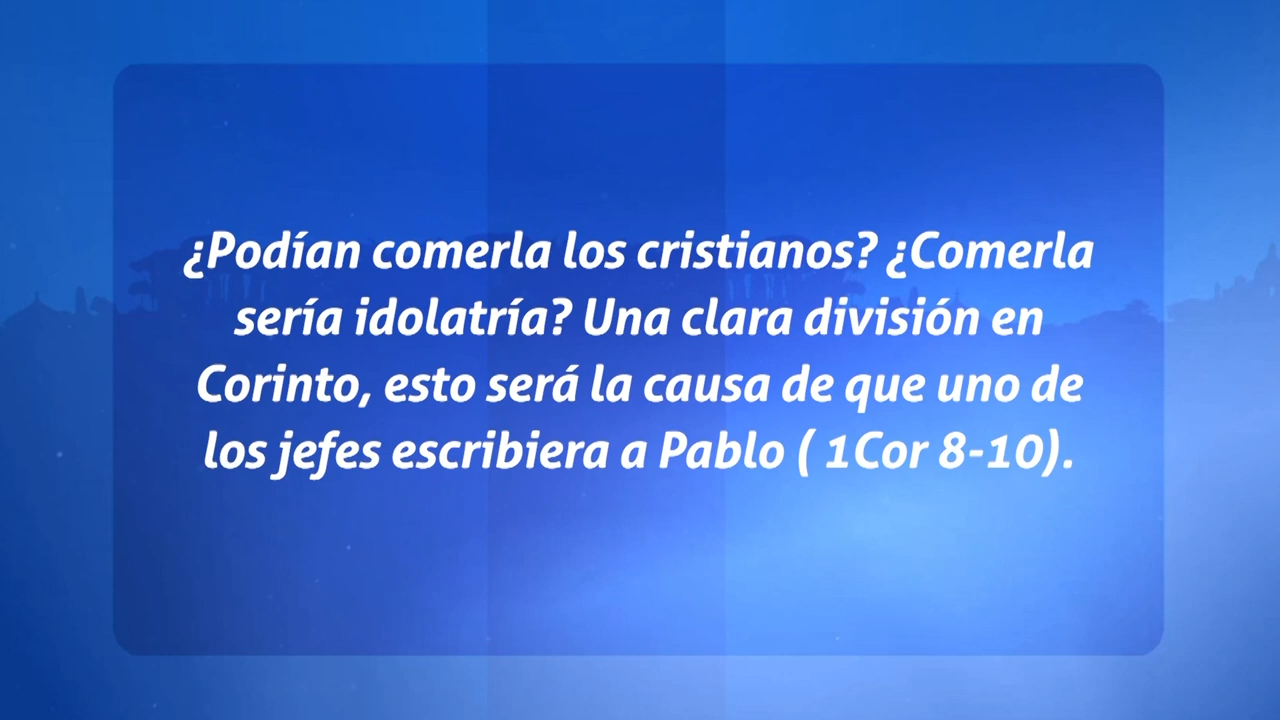 ¿Podían comerla los cristianos? ¿Comerla
sería idolatría? Una clara división en
Corinto, esto será la causa de que uno de
los jefes escribiera a Pablo ( 1Cor 8-10).